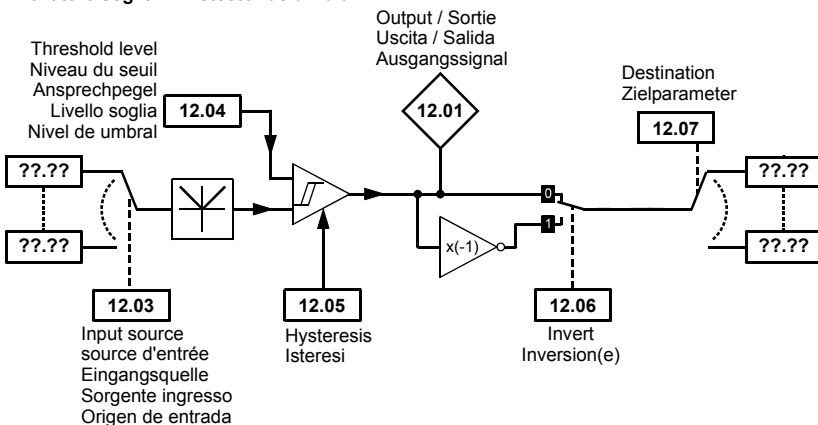 Output / Sortie
Uscita / Salida
Ausgangssignal
Threshold level
Niveau du seuil
Ansprechpegel
Livello soglia
Nivel de umbral
12.04
12.01
Destination
Zielparameter
12.07
??.??
??.??
0
1
x(-1)
??.??
??.??
12.03
Input source
source d'entrée
Eingangsquelle
Sorgente ingresso
Origen de entrada
12.05
Hysteresis
Isteresi
12.06
Invert
Inversion(e)